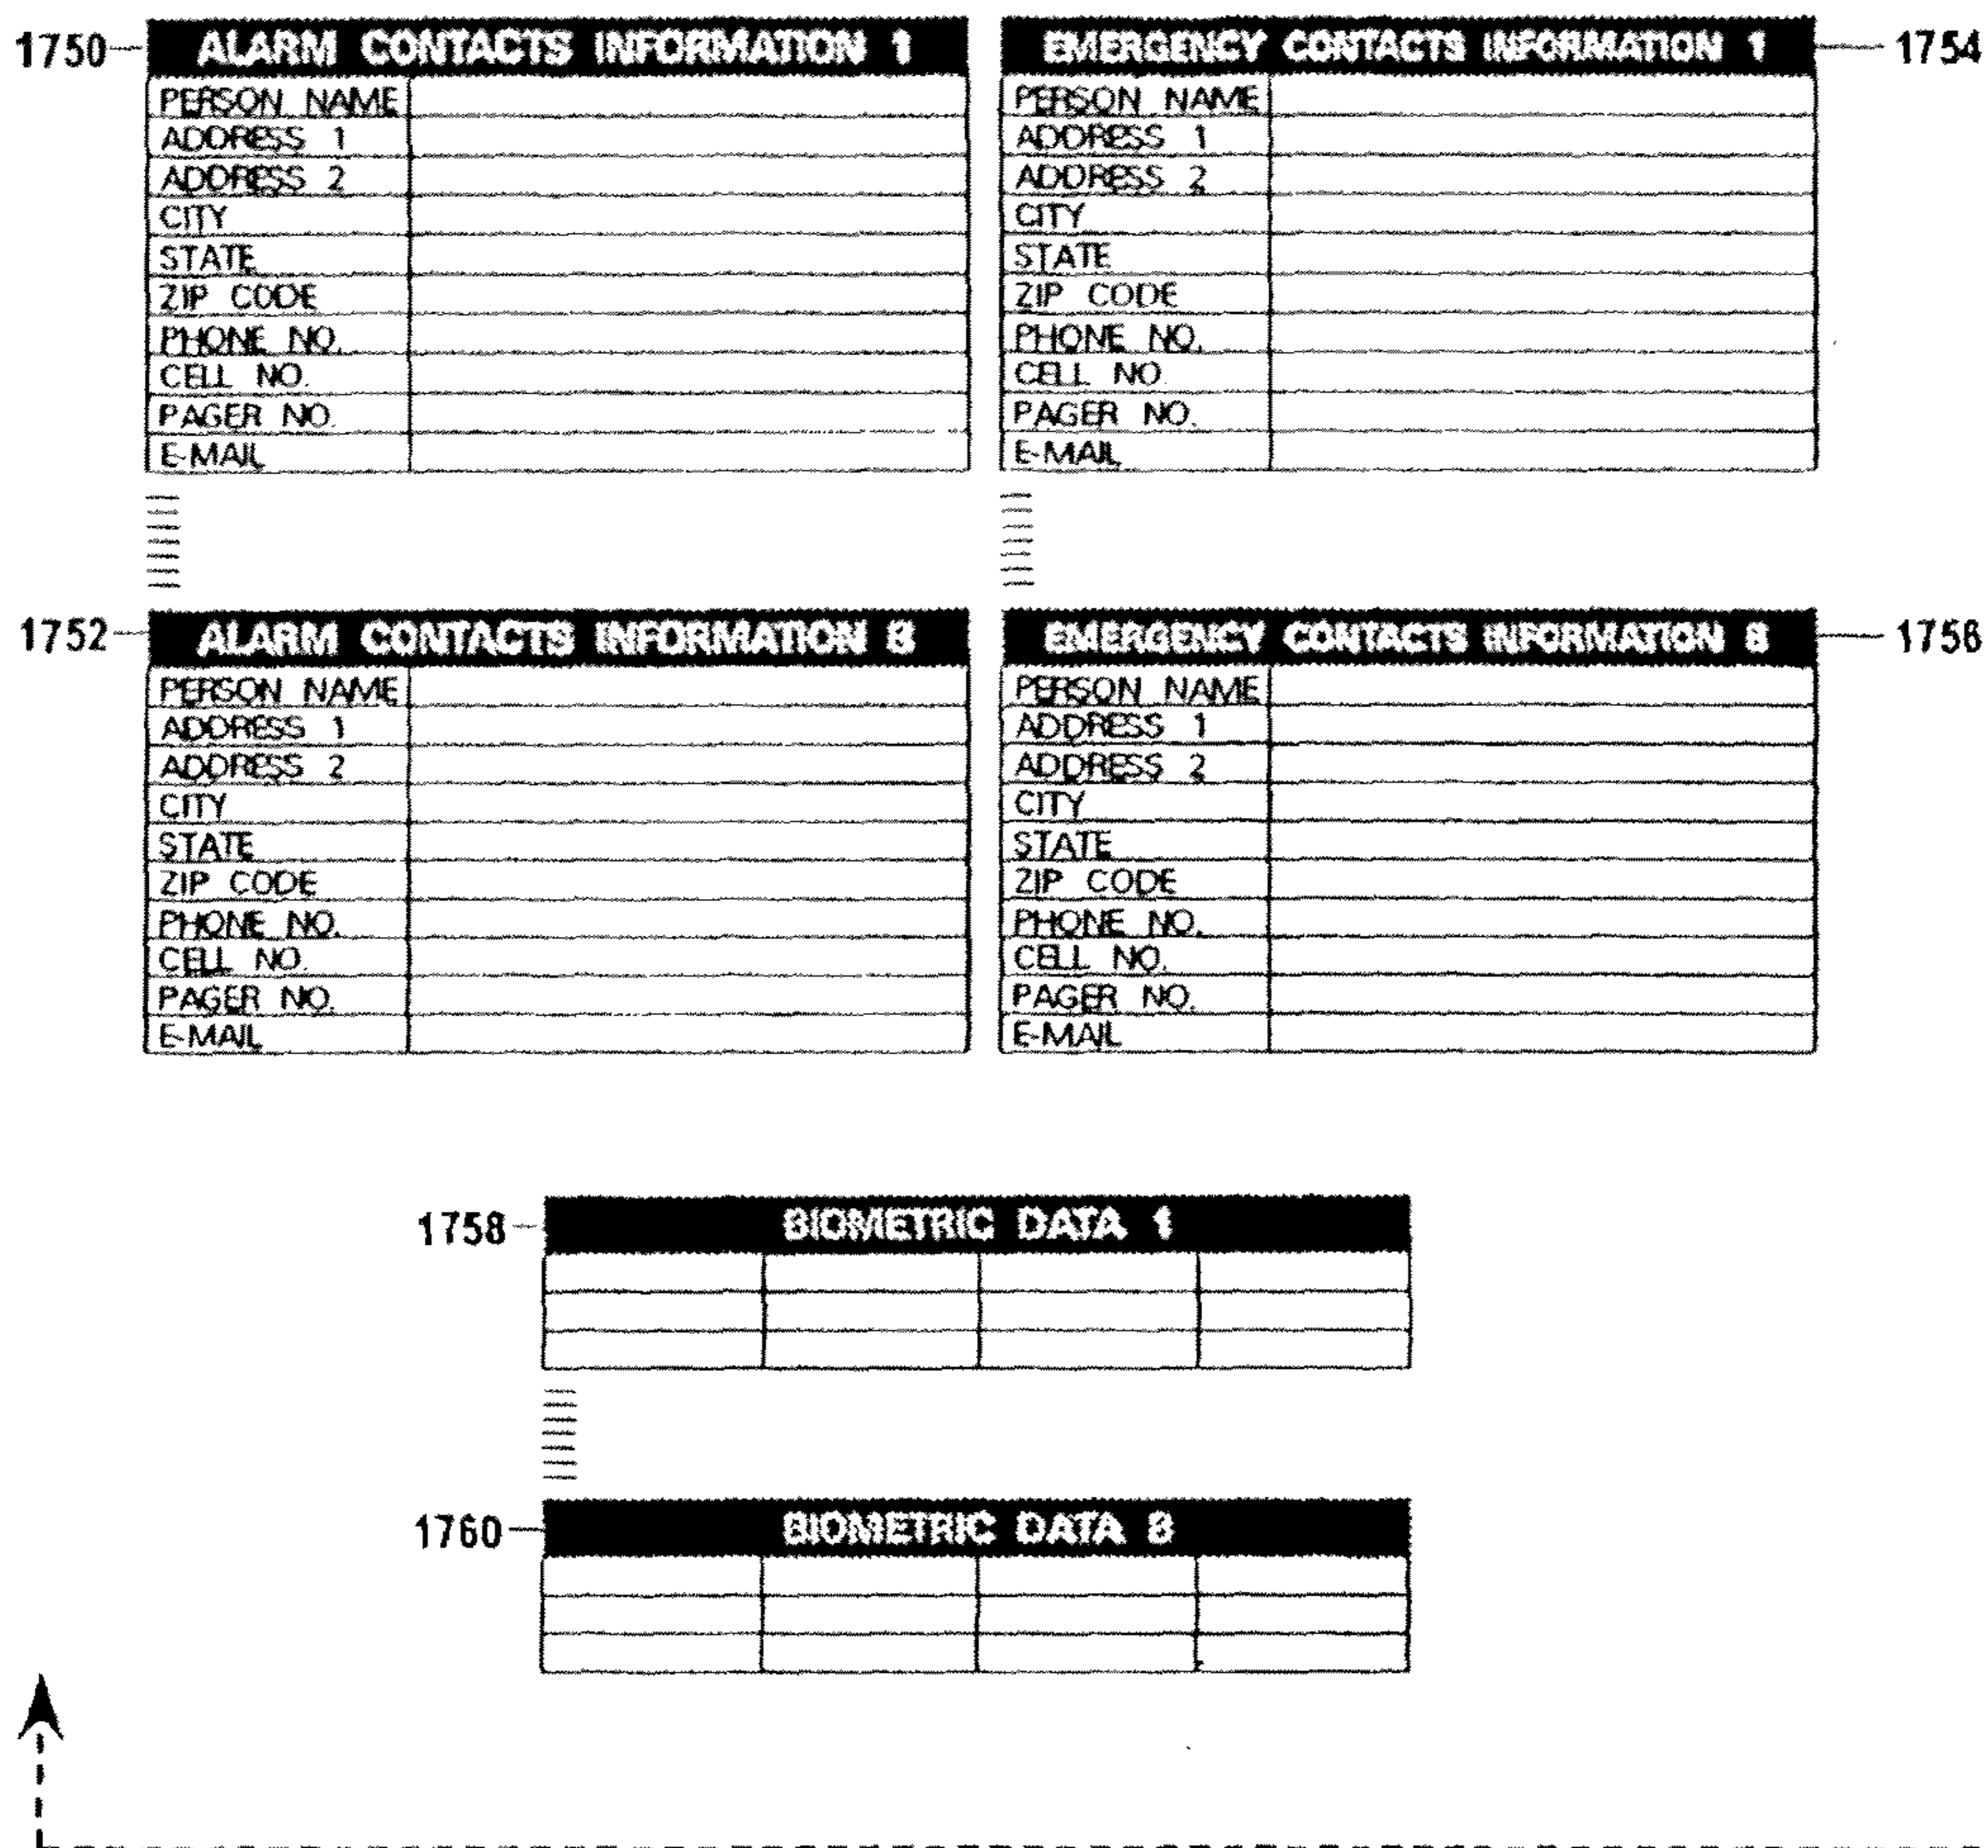 1750
ALARM CONTACTS INFORMATION 1
PERSON NAME
ADDRESS 1
ADDRESS 2
CITY
STATE
ZIP CODE
PHONE NO.
CELL NO.
PAGER NO.
E-MAIL
EMERGENCY CONTACTS INFORMATION 1
1754
PERSON NAME
ADDRESS 1
ADDRESS 2
CITY
STATE
ZIP CODE
PHONE NO.
CELL NO
PAGER NO.
E-MAIL
1752
ALARM CONTACTS INFORMATION 8
PERSON NAME
ADDRESS 1
ADDRESS 2
CITY
STATE
ZIP CODE
PHONE NO.
CELL NO.
PAGER NO.
E-MAIL
EMERGENCY CONTACTS INFORMATION 8
1756
PERSON NAME
ADDRESS 1
ADDRESS 2
CITY
STATE
ZIP CODE
PHONE NO.
CELL NO.
PAGER NO.
E-MAIL
1758
BIOMETRIC DATA 1
1760
BIOMETRIC DATA 8